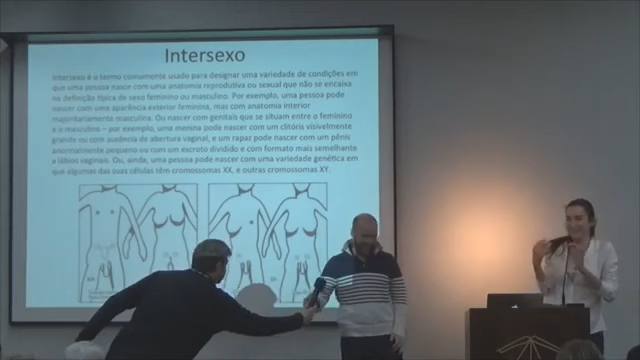 Intersexo
Intersexo é o termo comumente usado para designar uma variedade de condições em
que uma pessoa nasce com uma anatomia reprodutiva ou sexual que não se encaixa
na definição típica de sexo feminino ou masculino. Por exemplo, uma pessoa pode
nascer com uma aparência exterior feminina, mas com anatomia interior
majoritariamente masculina. Ou nascer com genitais que se situam entre o feminino
e o masculino – por exemplo, uma menina pode nascer com um clitóris visivelmente
grande ou com ausência de abertura vaginal, e um rapaz pode nascer com um pênis
anormalmente pequeno ou com um escroto dividido e com formato mais semelhante
a lábios vaginais. Ou, ainda, uma pessoa pode nascer com uma variedade genética em
que algumas das suas células têm cromossomas XX, e outras cromossomas XY.